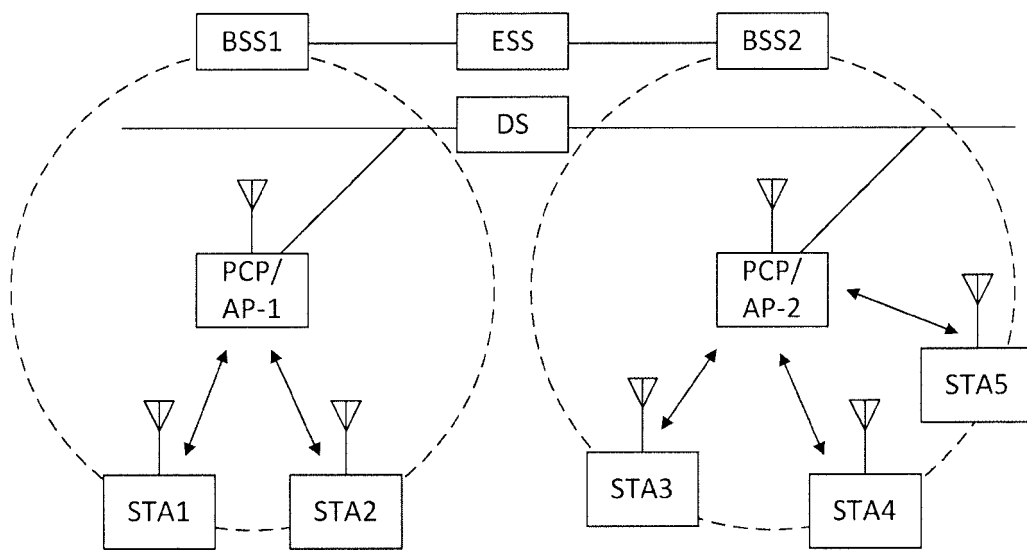 BSS1
ESS
BSS2
DS
PCP/
AP-1
PCP/
AP-2
STA1
STA2
STA3
STA4
STA5